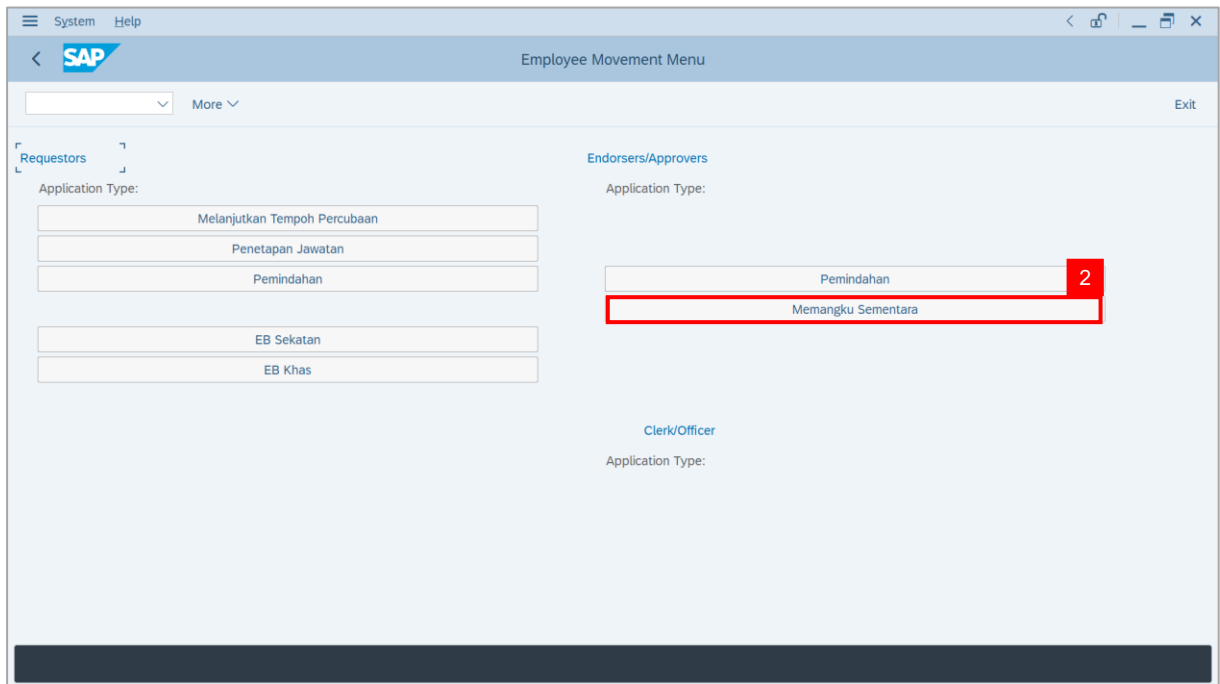 System Help
SAP
Employee Movement Menu
More
Exit
Requestors
Application Type:
Melanjutkan Tempoh Percubaan
Penetapan Jawatan
Pemindahan
EB Sekatan
EB Khas
Endorsers/Approvers
Application Type:
Pemindahan
2
Memangku Sementara
Clerk/Officer
Application Type: